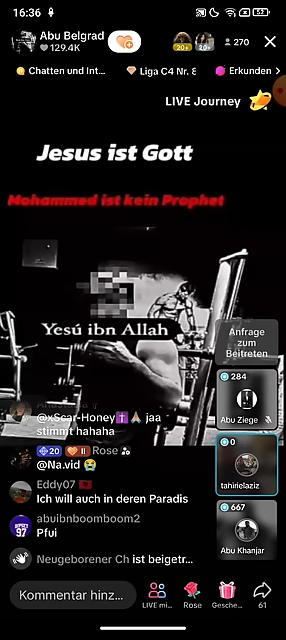 16:36
57
Abu Belgrad
129.4K
20+
20+
270
Chatten und Int...
Liga C4 Nr. 8
Erkunden
LIVE Journey
Jesus ist Gott
Mohammed ist kein Prophet
Yesú ibn Allah
Anfrage
zum
Beitreten
284
Abu Ziege
@xScar-Honey✝️🙏 jaa
stimmt hahaha
20 II Rose
@Na.vid 😭
0
tahirielaziz
Eddy07 🇦🇱
Ich will auch in deren Paradis
abuibnboomboom2
Pfui
667
Abu Khanjar
Neugeborener Ch ist beigetr...
Kommentar hinz...
LIVE mi...
Rose
Gesche...
61